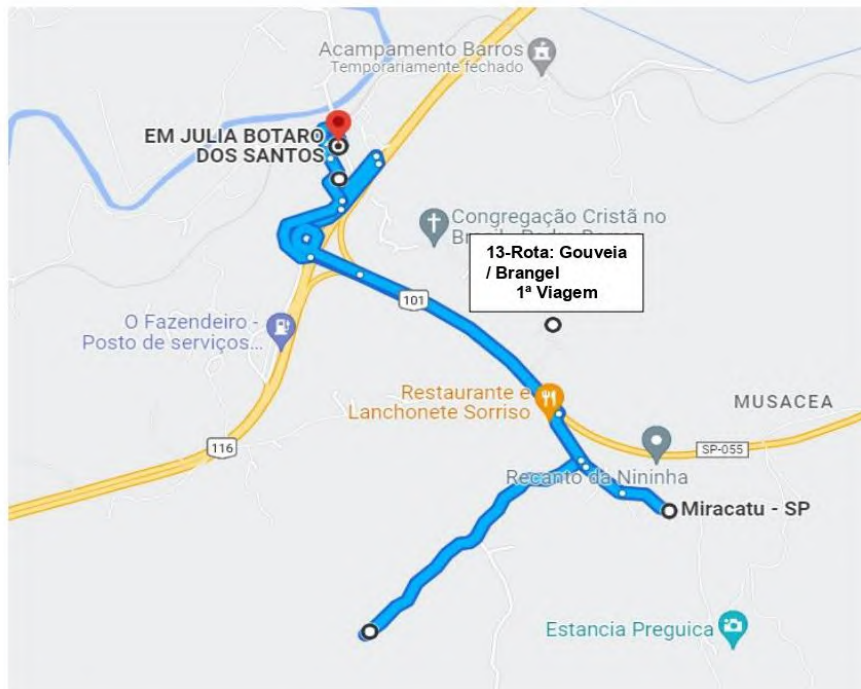 Acampamento Barros
Temporariamente fechado
EM JULIA BOTARO
DOS SANTOS
Congregação Cristã no
13-Rota: Gouveia
/ Brangel
1ª Viagem
101
O Fazendeiro -
Posto de serviços...
Restaurante e
Lanchonete Sorriso
MUSACEA
116
SP-055
Recanto da Nininha
Miracatu - SP
Estancia Preguica